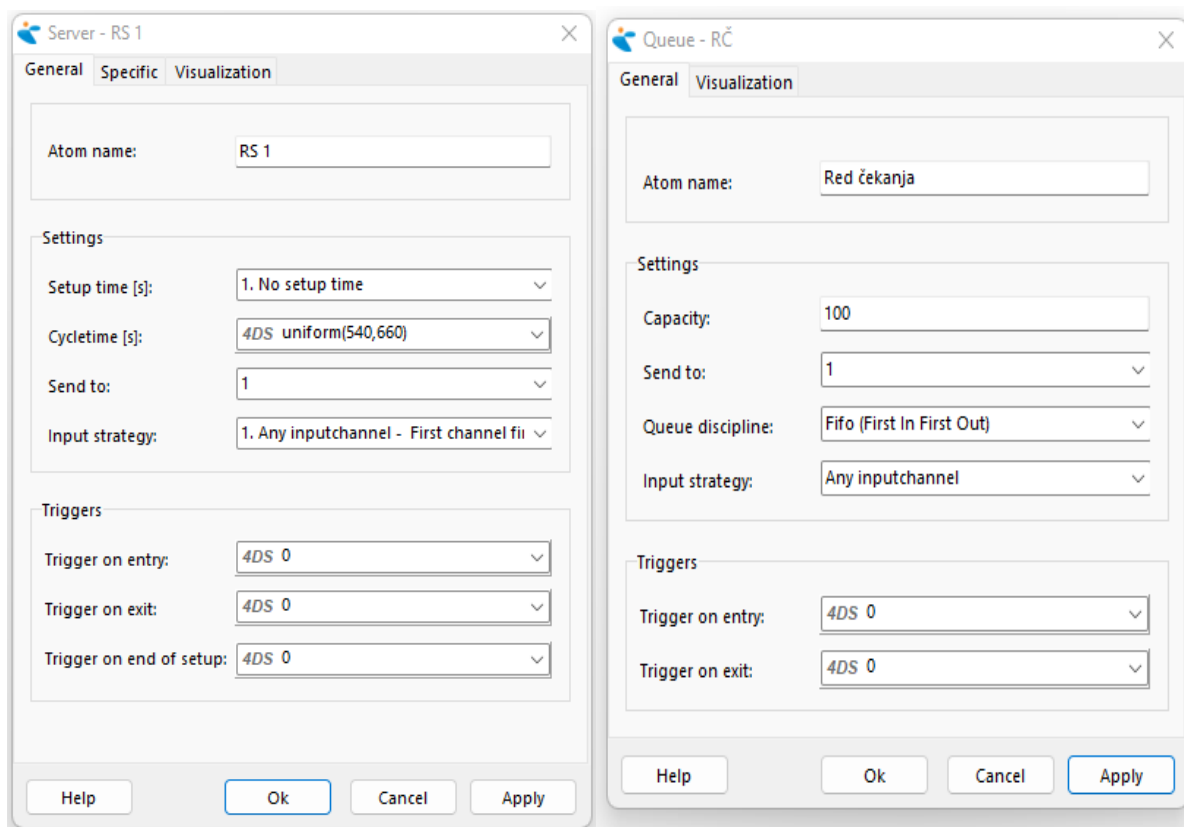 Server - RS 1
General Specific Visualization
Atom name: RS 1
Settings
Setup time [s]: 1. No setup time
Cycletime [s]: 4DS uniform(540,660)
Send to: 1
Input strategy: 1. Any inputchannel - First channel fir
Triggers
Trigger on entry: 4DS 0
Trigger on exit: 4DS 0
Trigger on end of setup: 4DS 0
Help Ok Cancel Apply
Queue - RČ
General Visualization
Atom name: Red čekanja
Settings
Capacity: 100
Send to: 1
Queue discipline: Fifo (First In First Out)
Input strategy: Any inputchannel
Triggers
Trigger on entry: 4DS 0
Trigger on exit: 4DS 0
Help Ok Cancel Apply